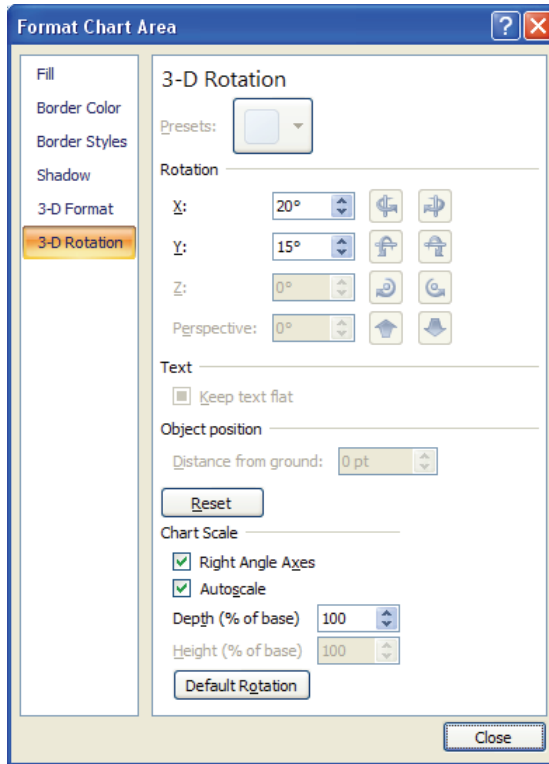 Format Chart Area
?
Fill
Border Color
Border Styles
Shadow
3-D Format
3-D Rotation
3-D Rotation
Presets:
Rotation
X: 20°
Y: 15°
Z: 0°
Perspective: 0°
Text
Keep text flat
Object position
Distance from ground: 0 pt
Reset
Chart Scale
Right Angle Axes
Autoscale
Depth (% of base) 100
Height (% of base) 100
Default Rotation
Close